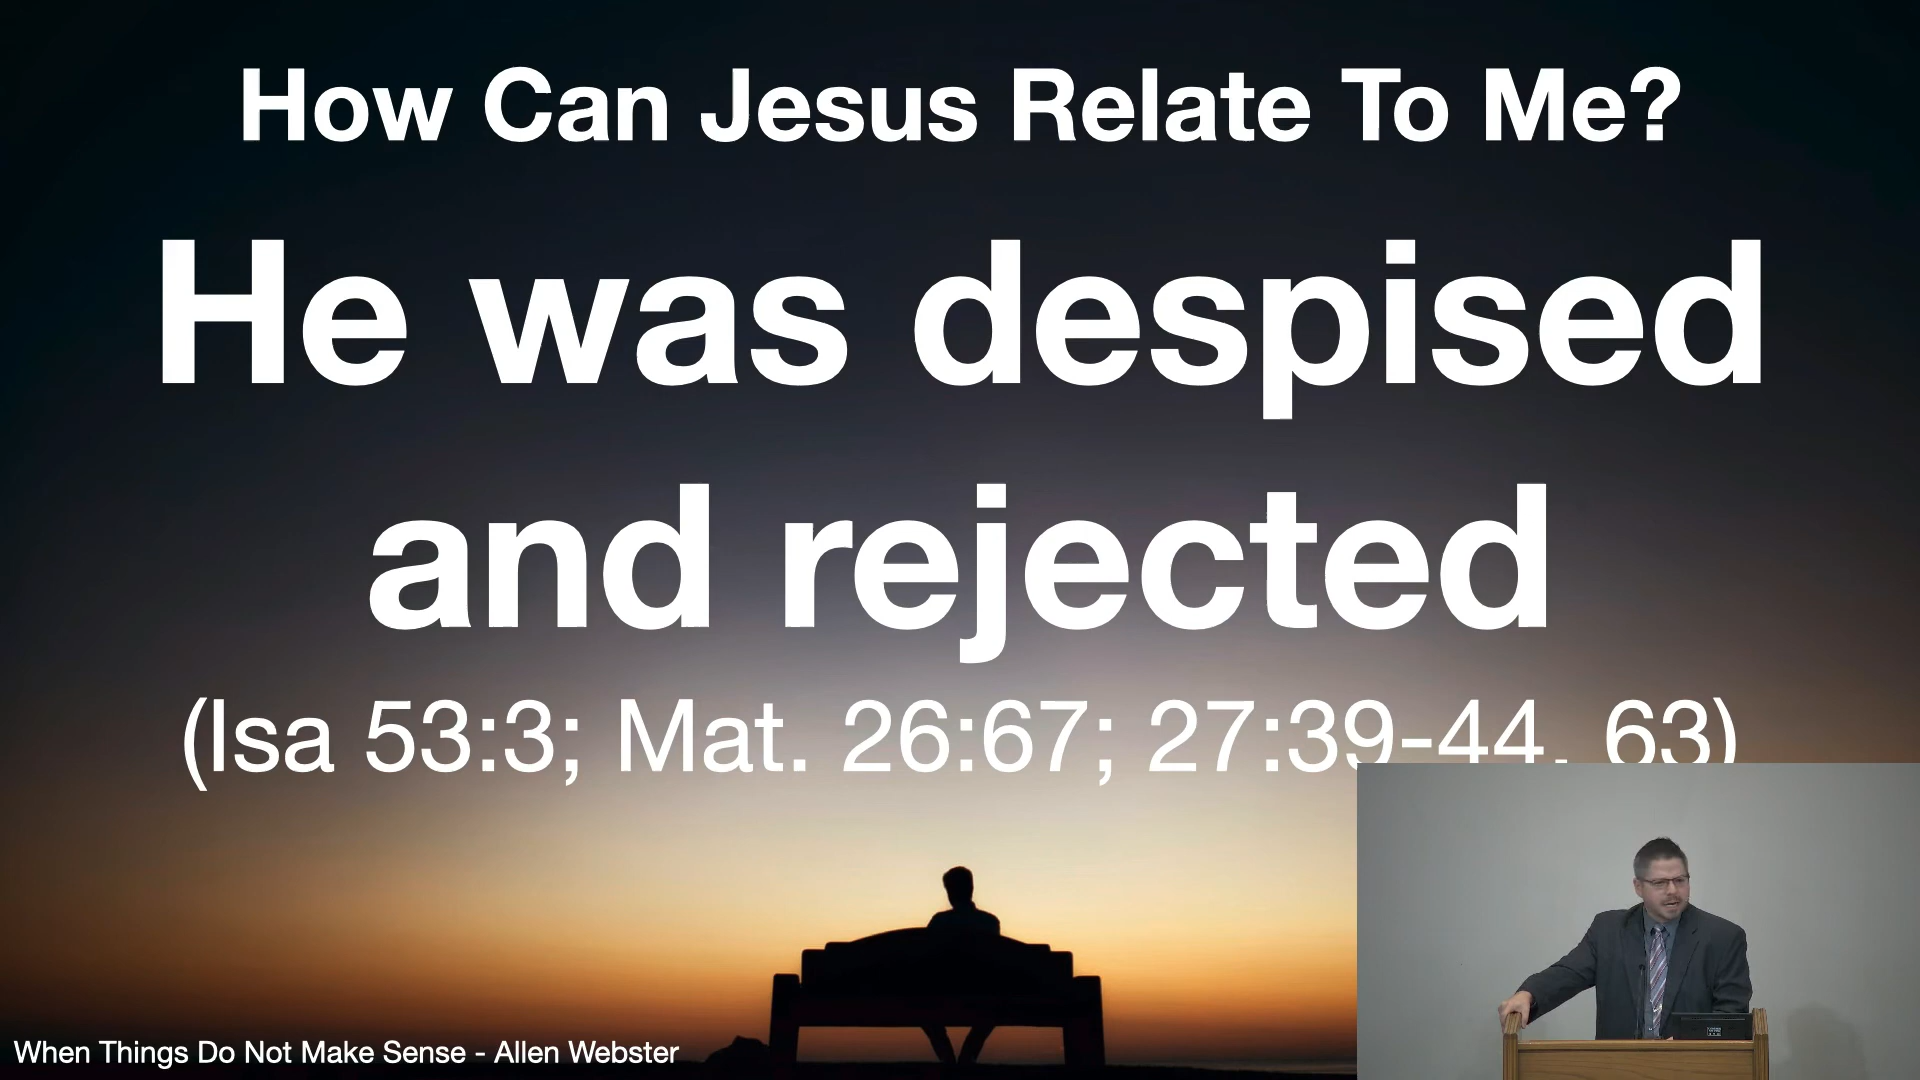 How Can Jesus Relate To Me?
He was despised
and rejected
(Isa 53:3; Mat. 26:67; 27:39-44, 63)
When Things Do Not Make Sense - Allen Webster